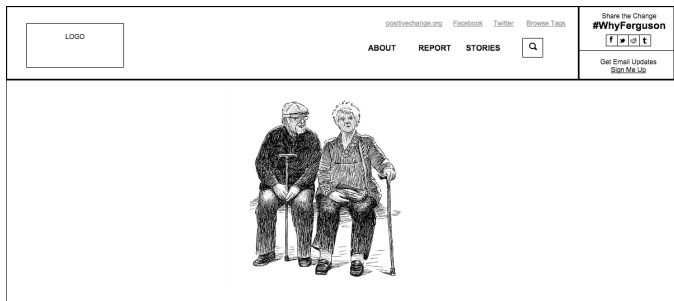 LOGO
positivechange.org Facebook Twitter Browse Tags
ABOUT REPORT STORIES
Share the Change
#WhyFerguson
Get Email Updates
Sign Me Up